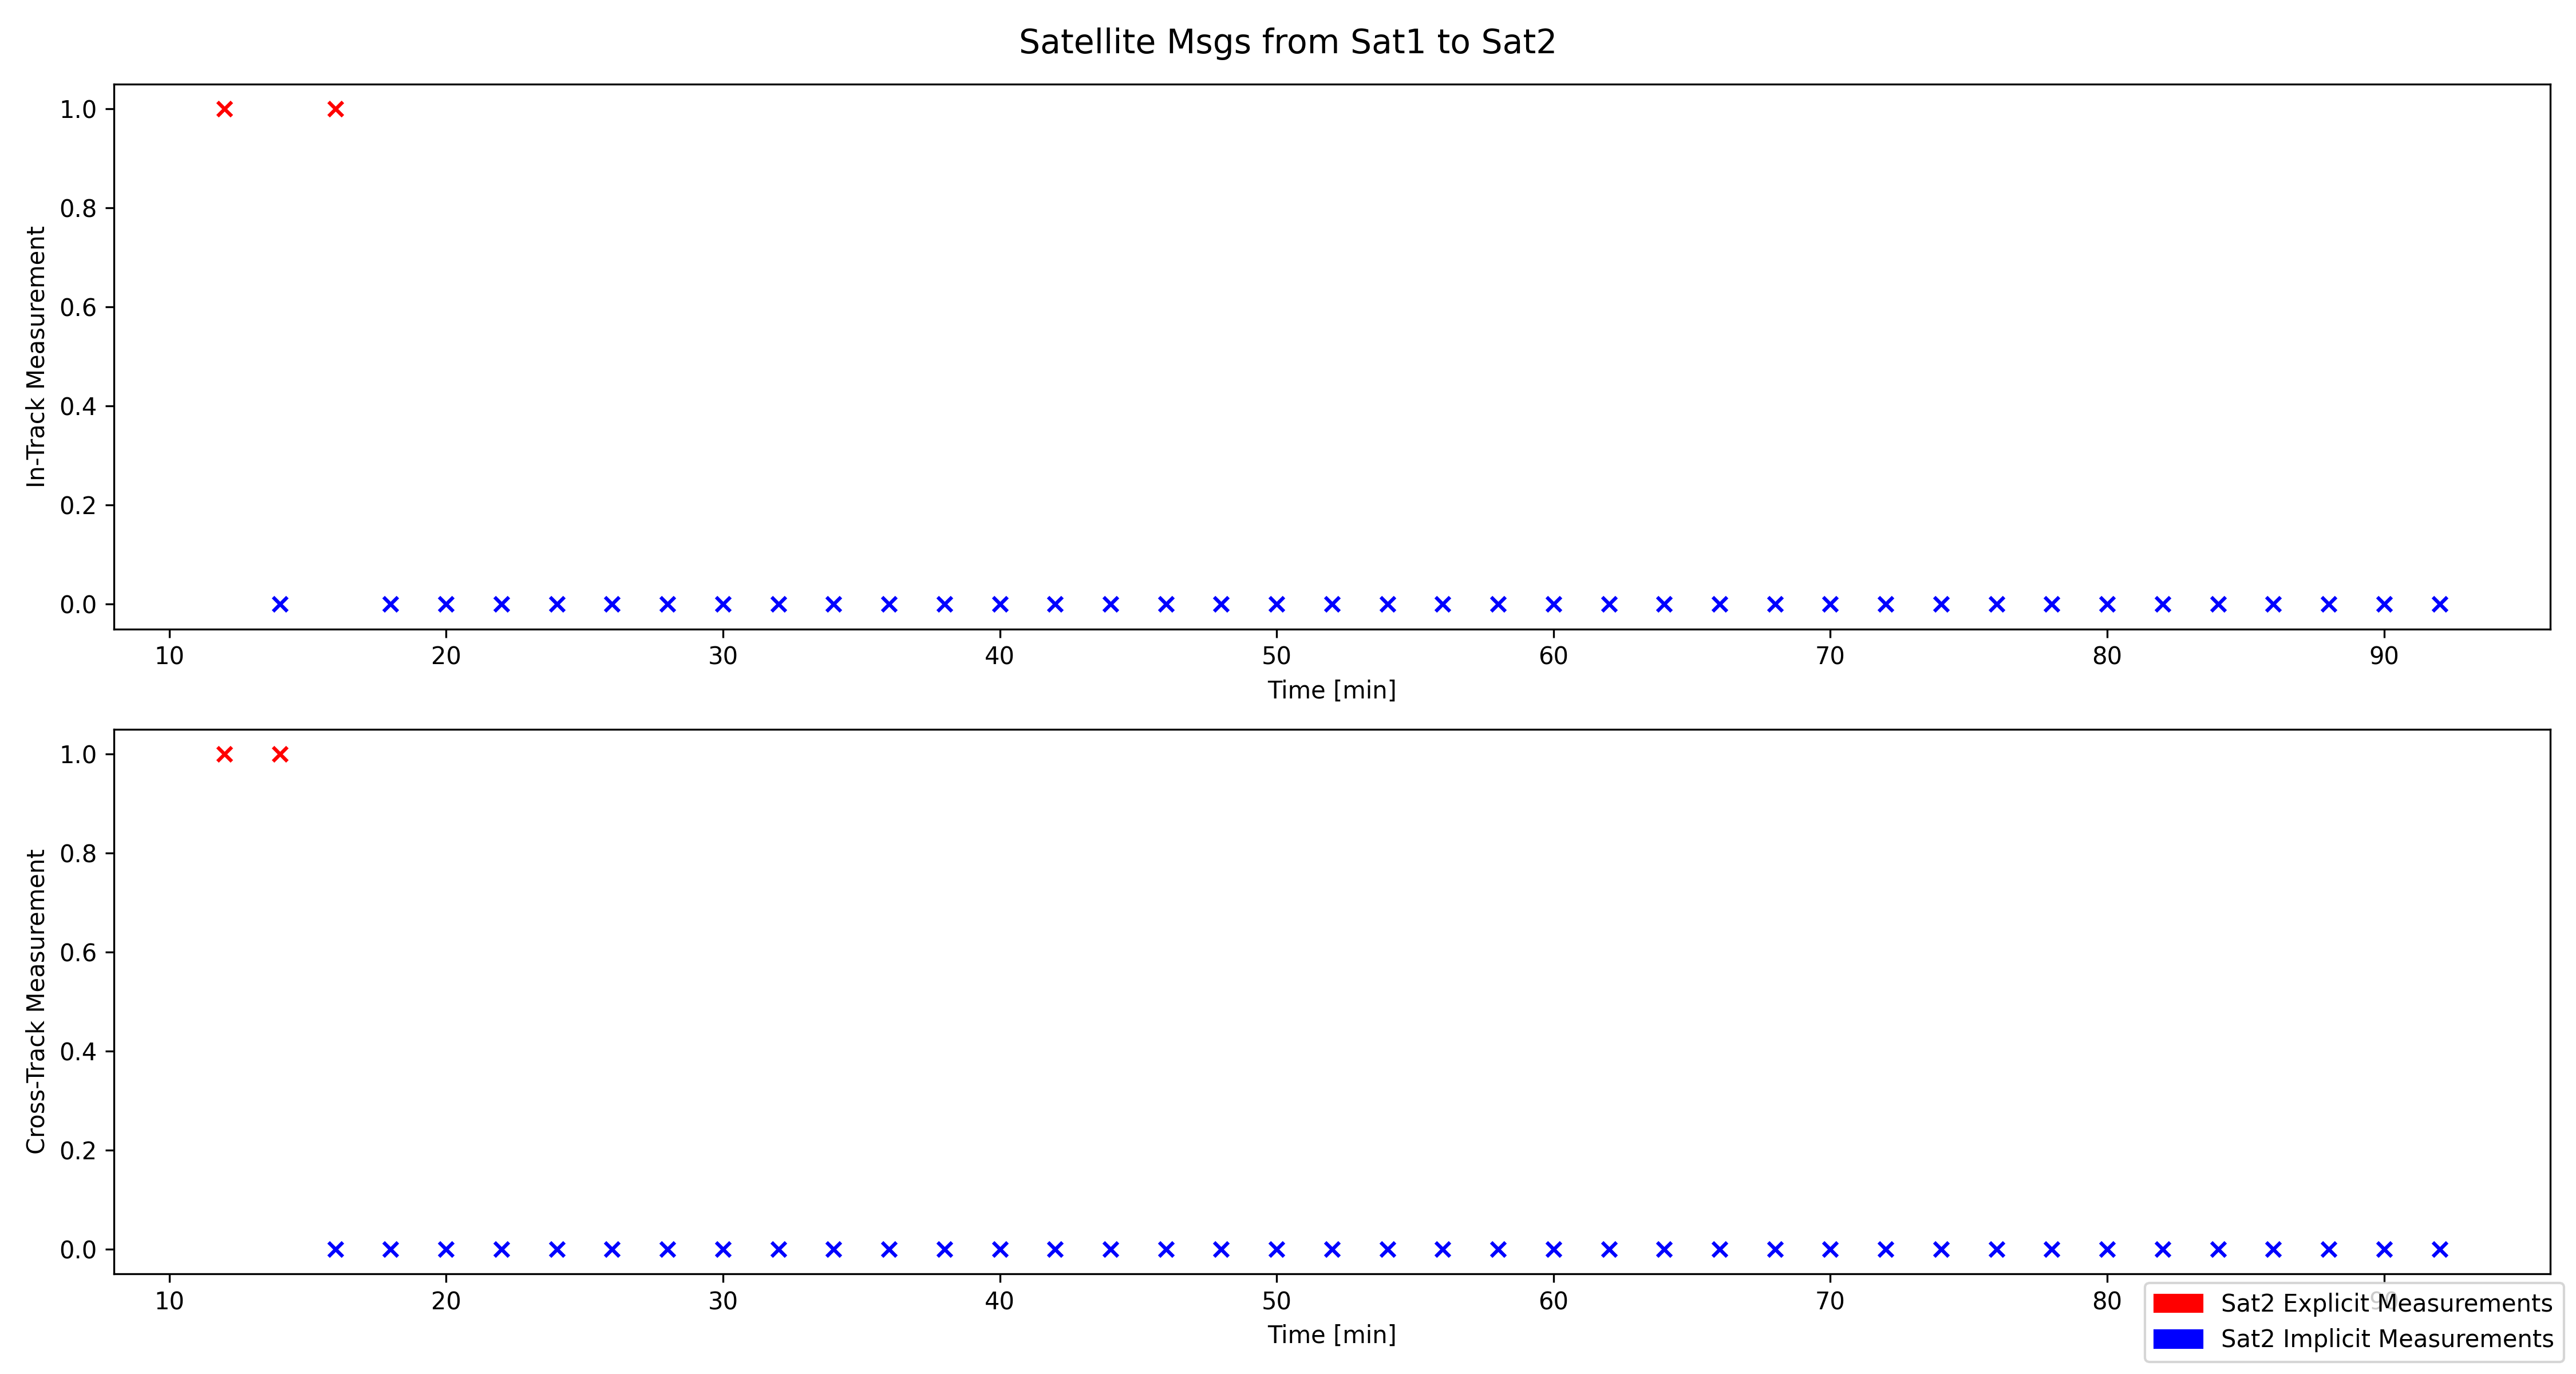 Satellite Msgs from Sat1 to Sat2
In-Track Measurement
1.0
0.8
0.6
0.4
0.2
0.0
10 20 30 40 50 60 70 80 90
Time [min]
Cross-Track Measurement
1.0
0.8
0.6
0.4
0.2
0.0
10 20 30 40 50 60 70 80 90
Time [min]
Sat2 Explicit Measurements
Sat2 Implicit Measurements